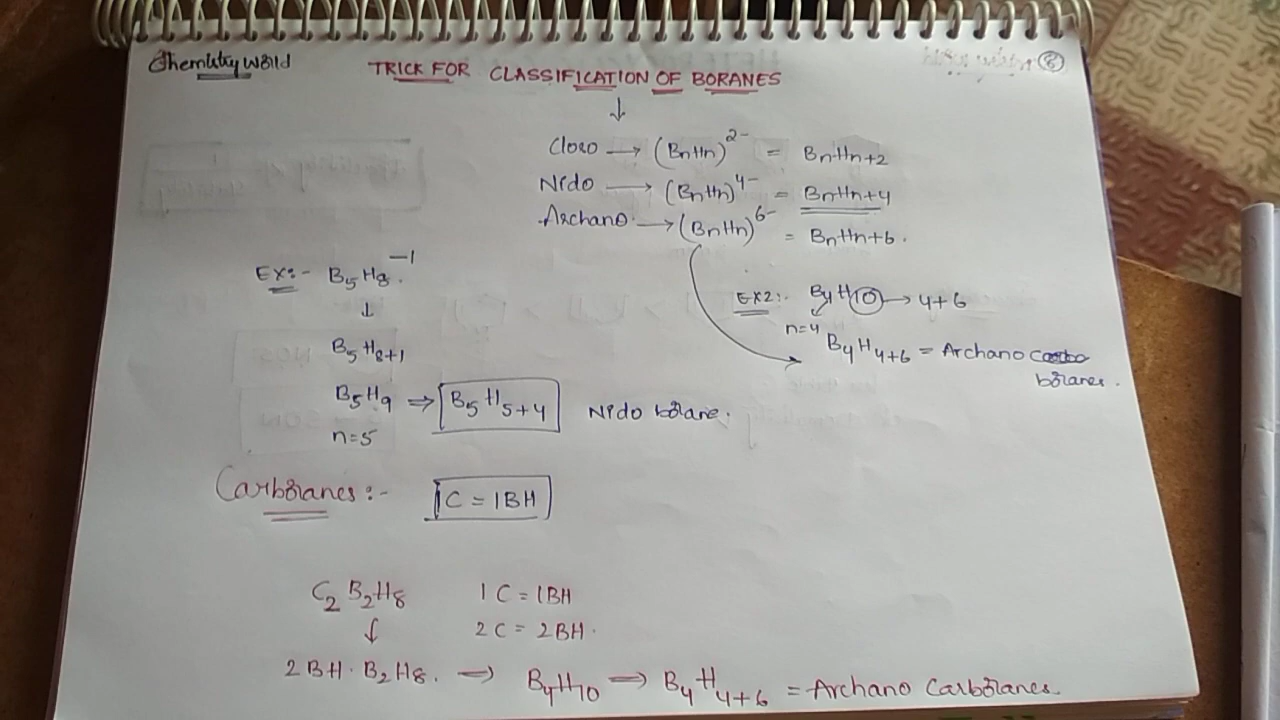 Chemistry World
TRICK FOR CLASSIFICATION OF BORANES
8
↓
Closo → (BnHn)²⁻ = BnHn+2
Nido → (BnHn)⁴⁻ = BnHn+4
Archano → (BnHn)⁶⁻ = BnHn+6.
Ex:- B₅H₈⁻¹.
↓
B₅H₈₊₁
B₅H₉ ⇒ B₅H₅₊₄ Nido borane.
n=5
EX2:- B₄H10 → 4+6
n=4
B₄H₄₊₆ = Archano
boranes.
Carboranes:- C = 1BH
C₂B₂H₈ 1C = 1BH
↓ 2C = 2BH.
2BH·B₂H₈. ⇒ B₄H₁₀ ⇒ B₄H₄₊₆ = Archano Carboranes.